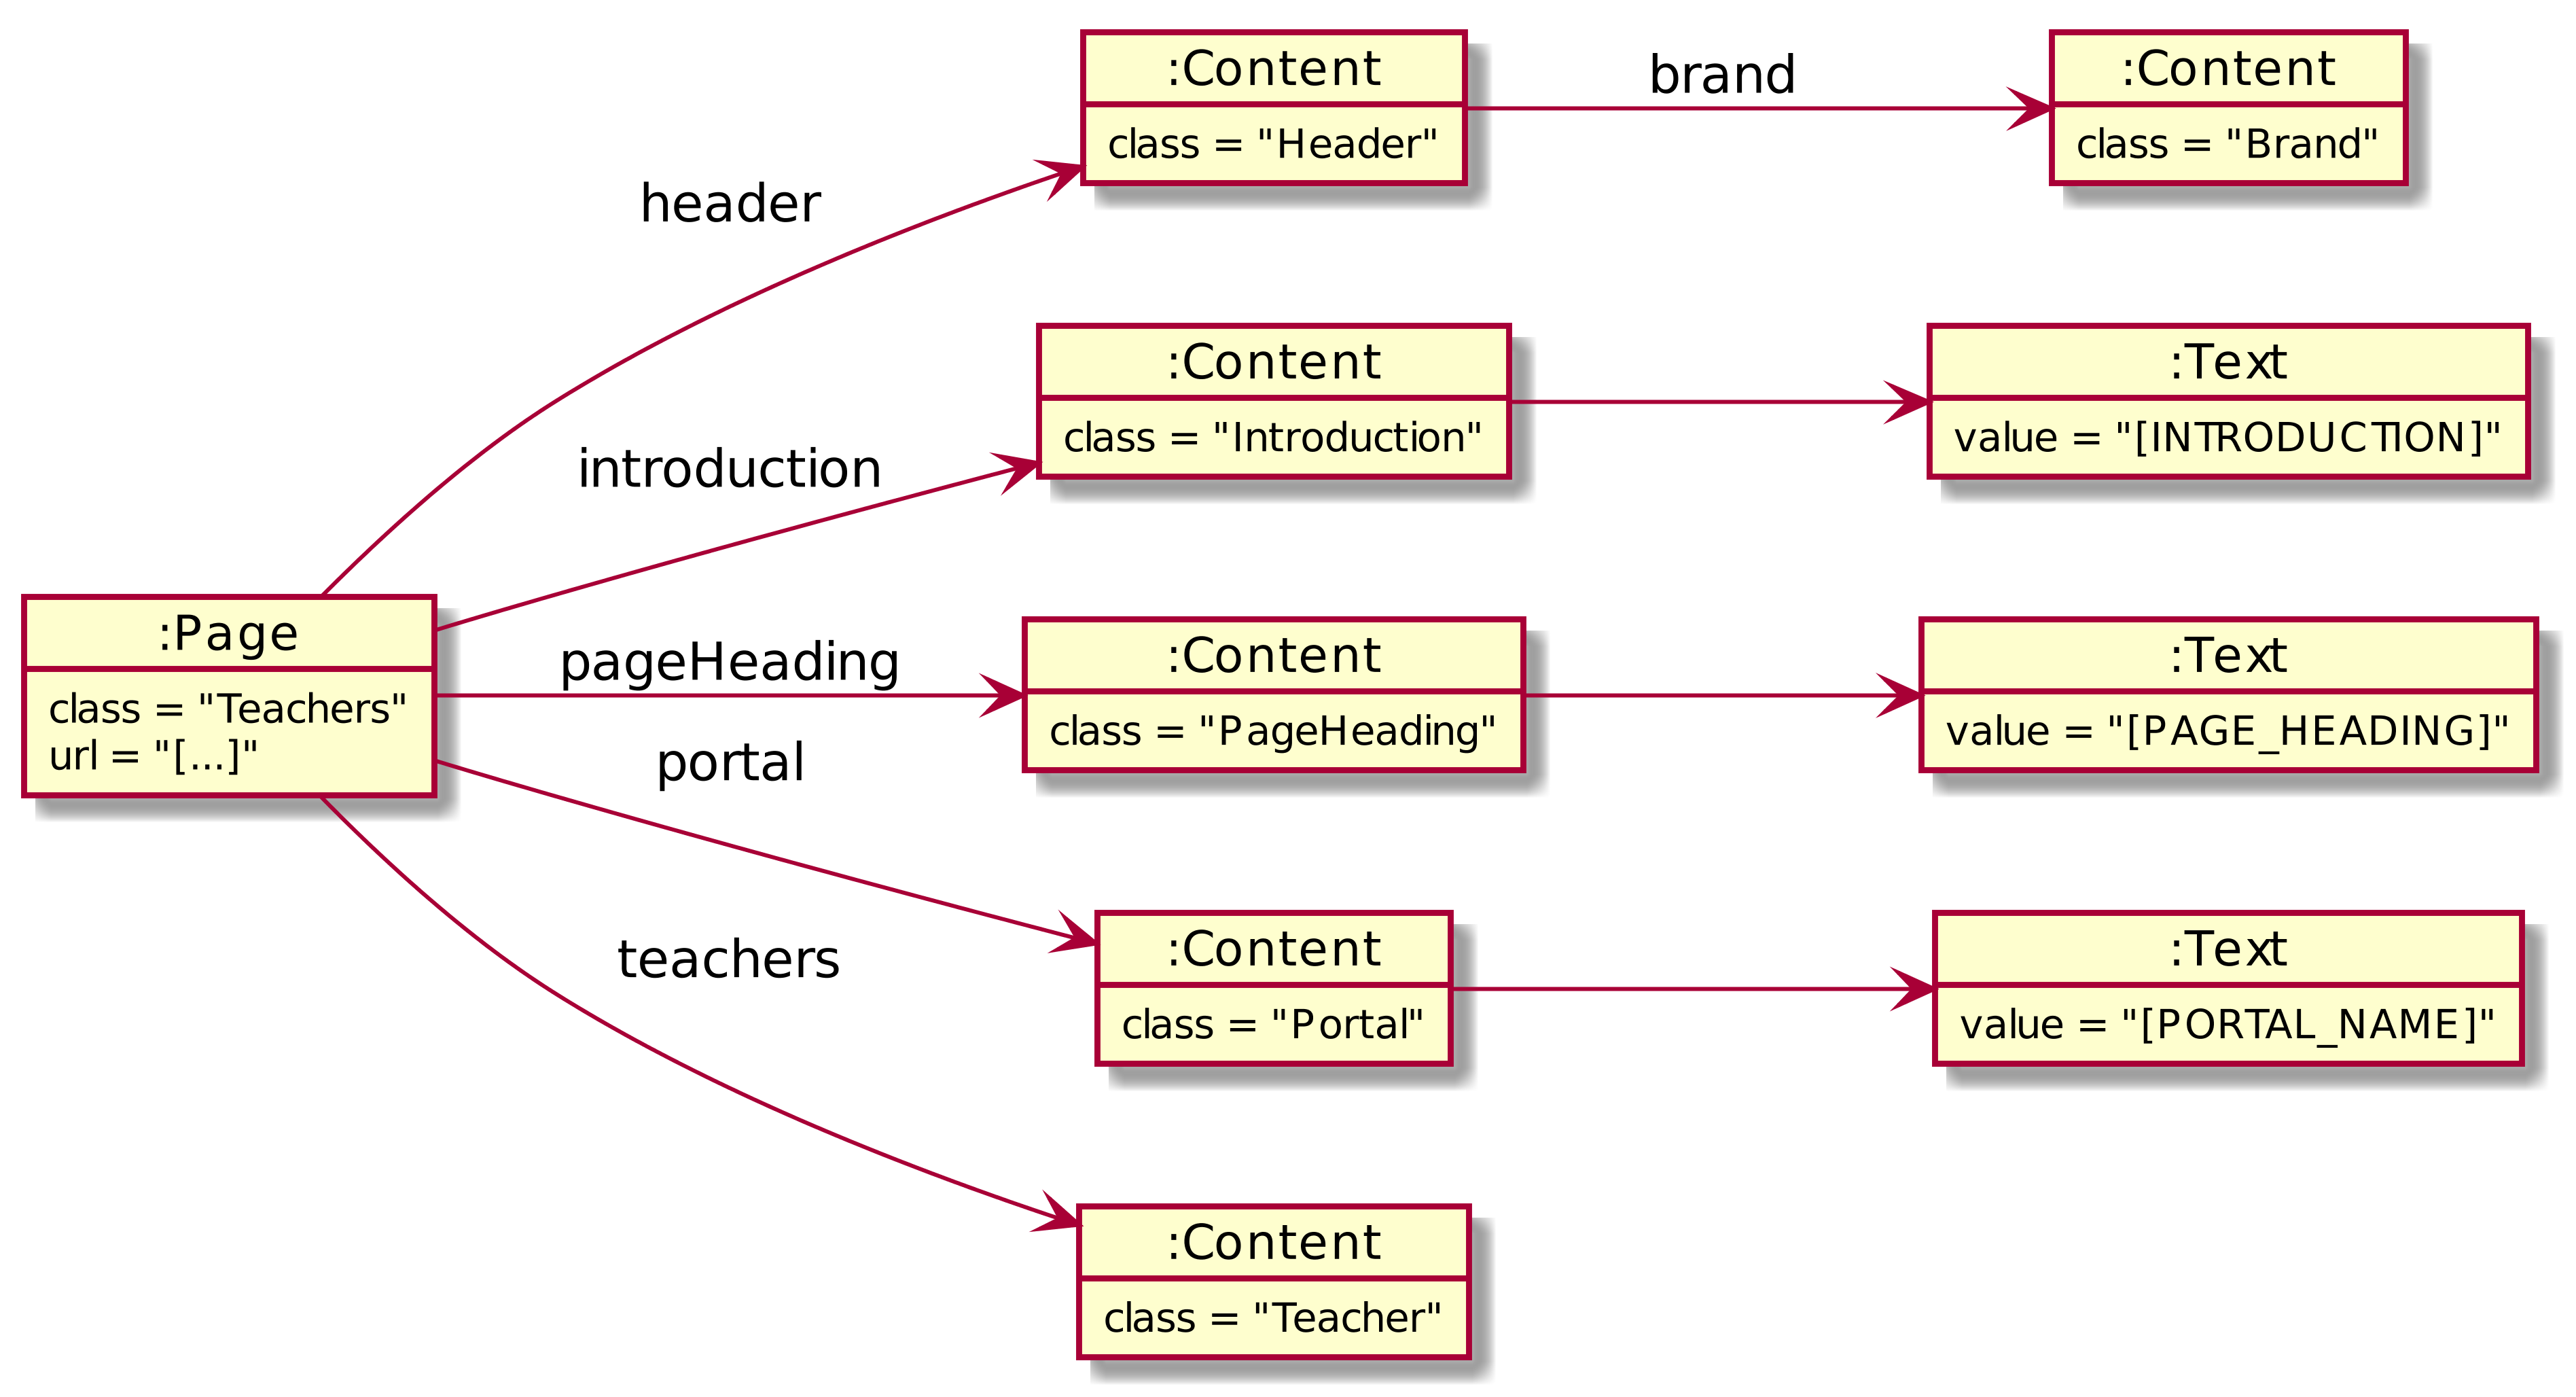 :Content
class = "Header"
brand
:Content
class = "Brand"
header
:Content
class = "Introduction"
:Text
value = "[INTRODUCTION]"
introduction
:Page
class = "Teachers"
url = "[...]"
pageHeading
:Content
class = "PageHeading"
:Text
value = "[PAGE_HEADING]"
portal
:Content
class = "Portal"
:Text
value = "[PORTAL_NAME]"
teachers
:Content
class = "Teacher"